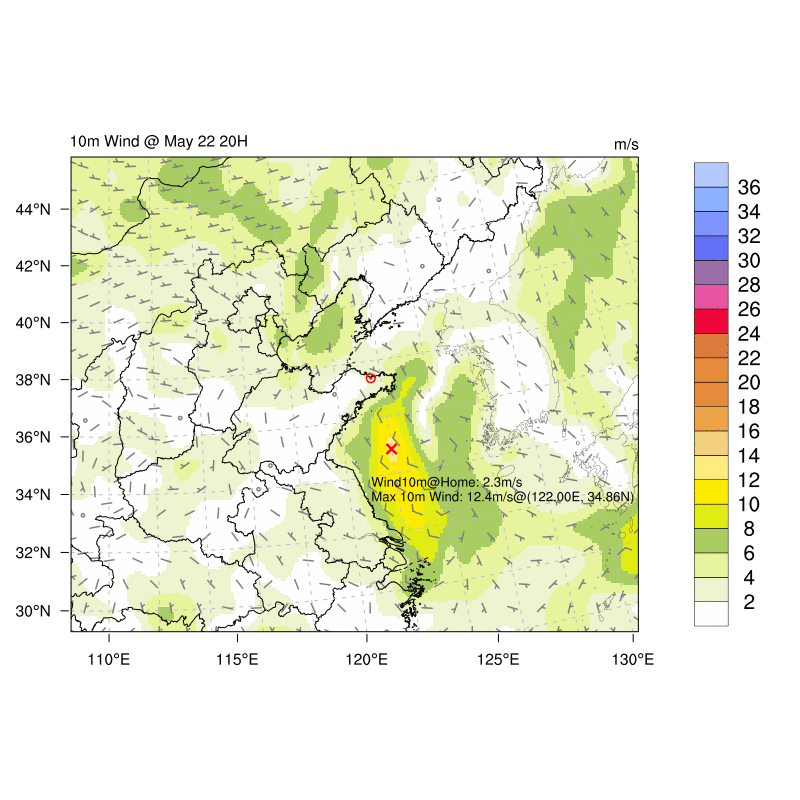 10m Wind @ May 22 20H
m/s
44°N
42°N
40°N
38°N
36°N
34°N
32°N
30°N
110°E
115°E
120°E
125°E
130°E
Wind10m@Home: 2.3m/s
Max 10m Wind: 12.4m/s@(122.00E, 34.86N)
36
34
32
30
28
26
24
22
20
18
16
14
12
10
8
6
4
2